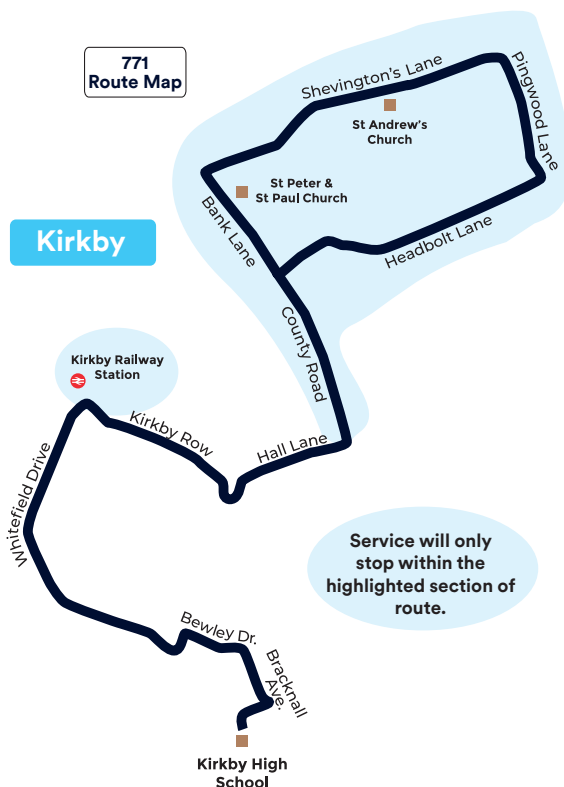 771
Route Map
Shevington's Lane
Pingwood Lane
St Andrew's
Church
St Peter &
St Paul Church
Bank Lane
Kirkby
Headbolt Lane
County Road
Kirkby Railway
Station
Kirkby Row
Hall Lane
Whitefield Drive
Service will only
stop within the
highlighted section of
route.
Bewley Dr.
Bracknall
Ave.
Kirkby High
School